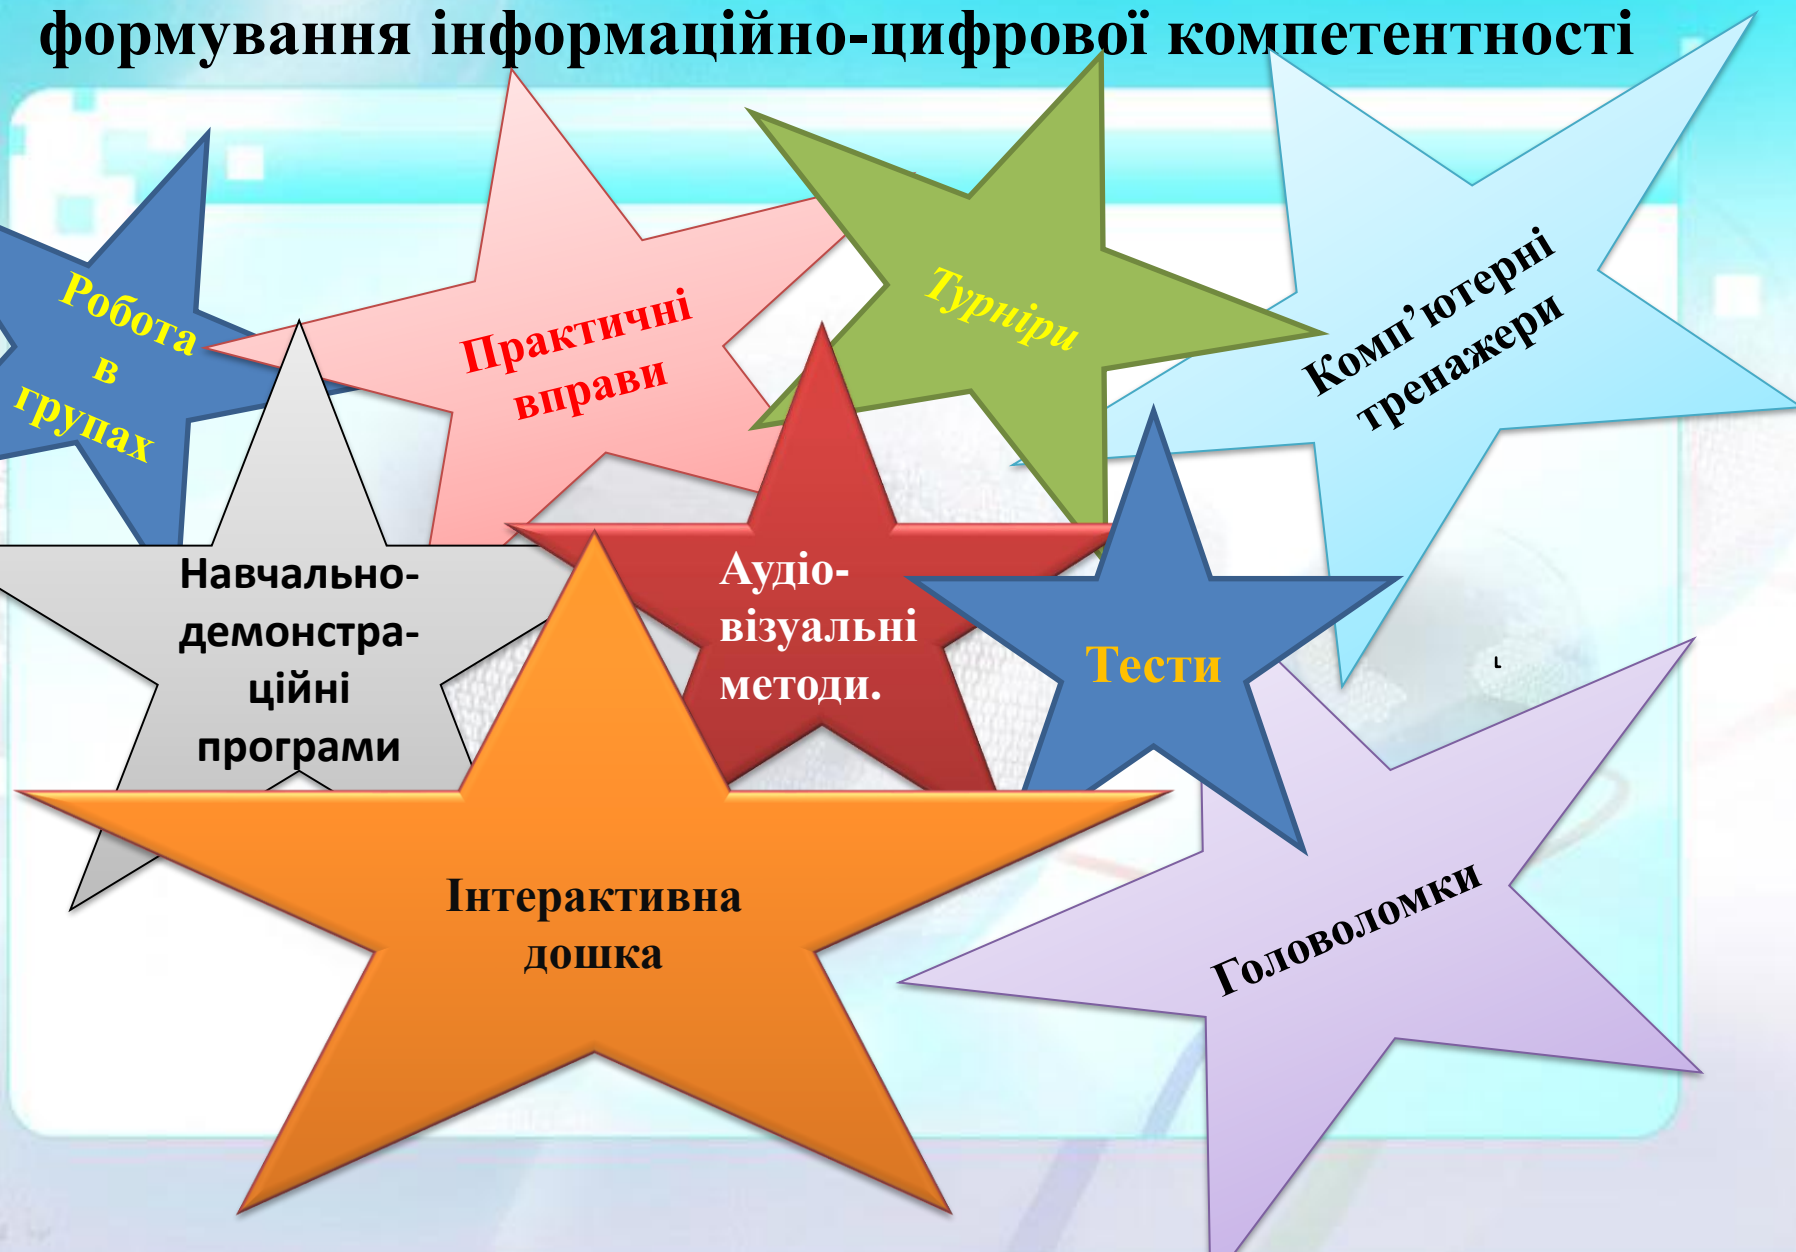 формування інформаційно-цифрової компетентності
Робота
в
групах
Практичні
вправи
Турніри
Комп’ютерні
тренажери
Навчально-
демонстра-
ційні
програми
Аудіо-
візуальні
методи.
Тести
Інтерактивна
дошка
Головоломки